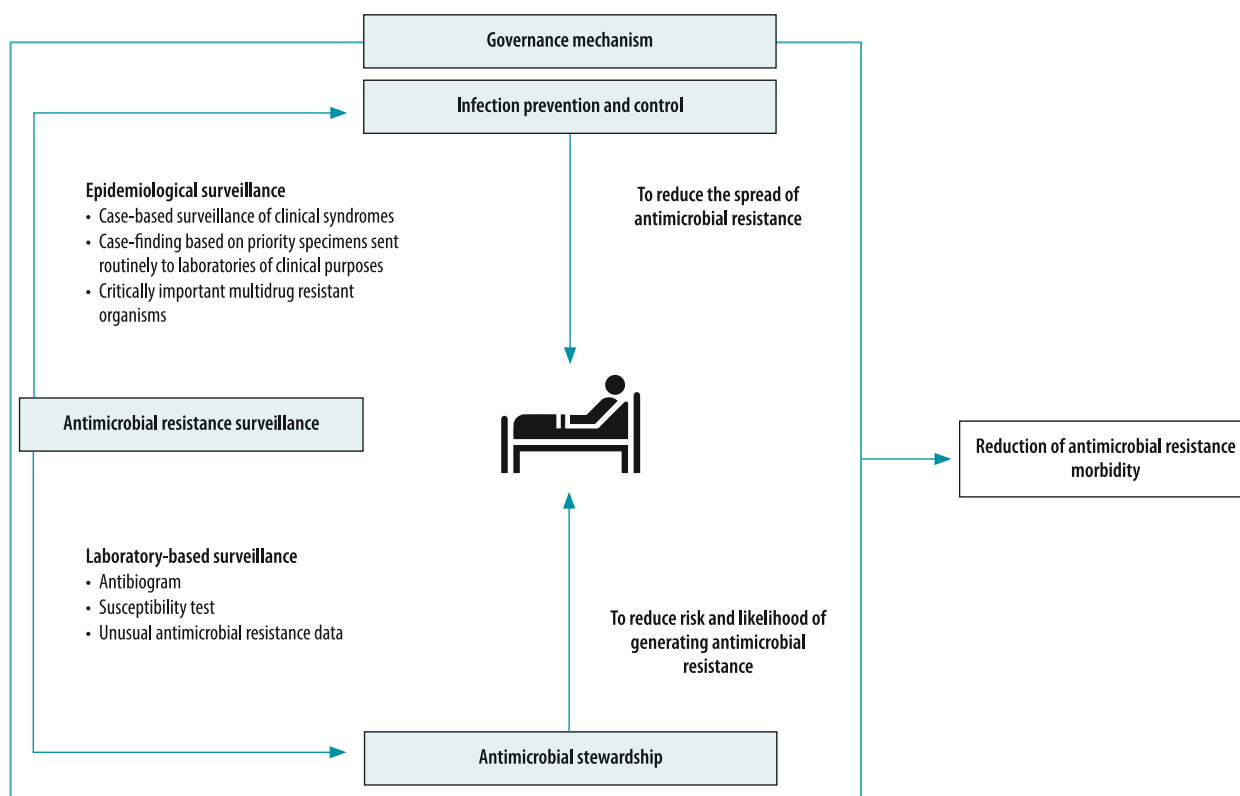 Governance mechanism
Infection prevention and control
Epidemiological surveillance
• Case-based surveillance of clinical syndromes
• Case-finding based on priority specimens sent
routinely to laboratories of clinical purposes
• Critically important multidrug resistant
organisms
To reduce the spread of
antimicrobial resistance
Antimicrobial resistance surveillance
Reduction of antimicrobial resistance
morbidity
Laboratory-based surveillance
• Antibiogram
• Susceptibility test
• Unusual antimicrobial resistance data
To reduce risk and likelihood of
generating antimicrobial
resistance
Antimicrobial stewardship